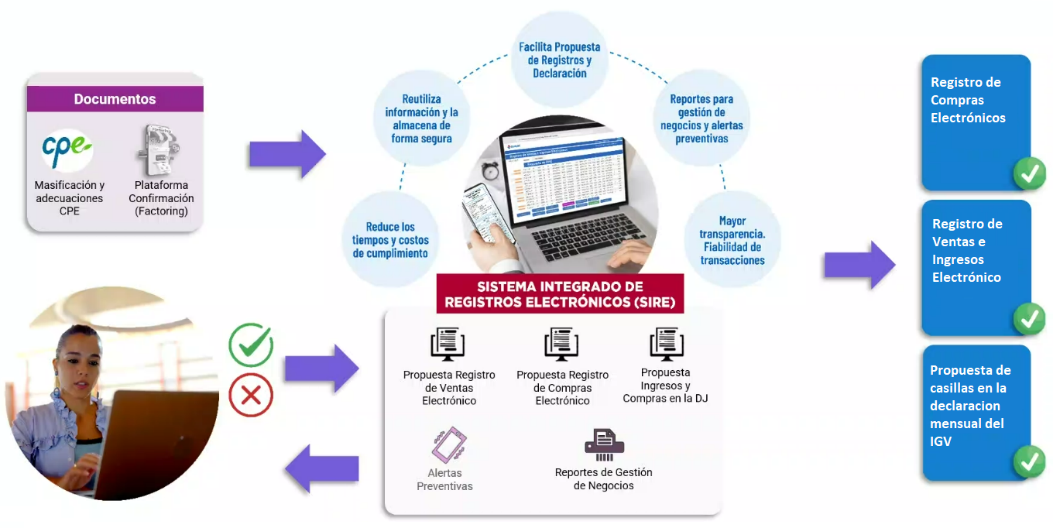 Documentos
cpe
Masificación y
adecuaciones
CPE
Plataforma
Confirmación
(Factoring)
Facilita Propuesta
de Registros y
Declaración
Reutiliza
información y la
almacena de
forma segura
Reportes para
gestión de
negocios y alertas
preventivas
Reduce los
tiempos y costos
de cumplimiento
Mayor
transparencia.
Fiabilidad de
transacciones
SISTEMA INTEGRADO DE
REGISTROS ELECTRÓNICOS (SIRE)
Propuesta Registro
de Ventas
Electrónico
Propuesta Registro
de Compras
Electrónico
Propuesta
Ingresos y
Compras en la DJ
Alertas
Preventivas
Reportes de Gestión
de Negocios
Registro de
Compras
Electrónicos
Registro de
Ventas e
Ingresos
Electrónico
Propuesta de
casillas en la
declaracion
mensual del
IGV